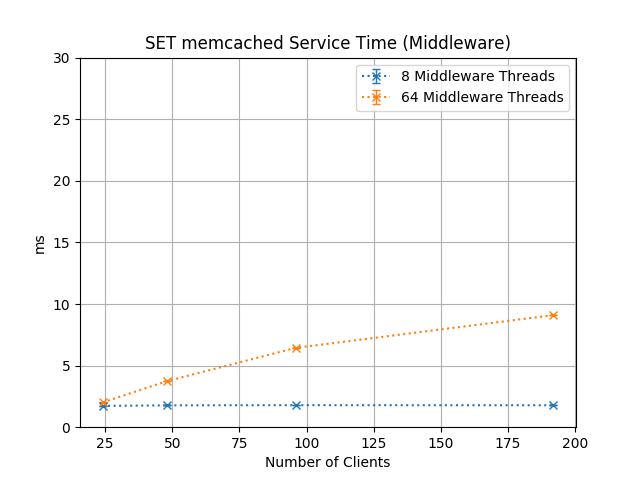 SET memcached Service Time (Middleware)
30
25
20
15
10
5
0
ms
8 Middleware Threads
64 Middleware Threads
25 50 75 100 125 150 175 200
Number of Clients